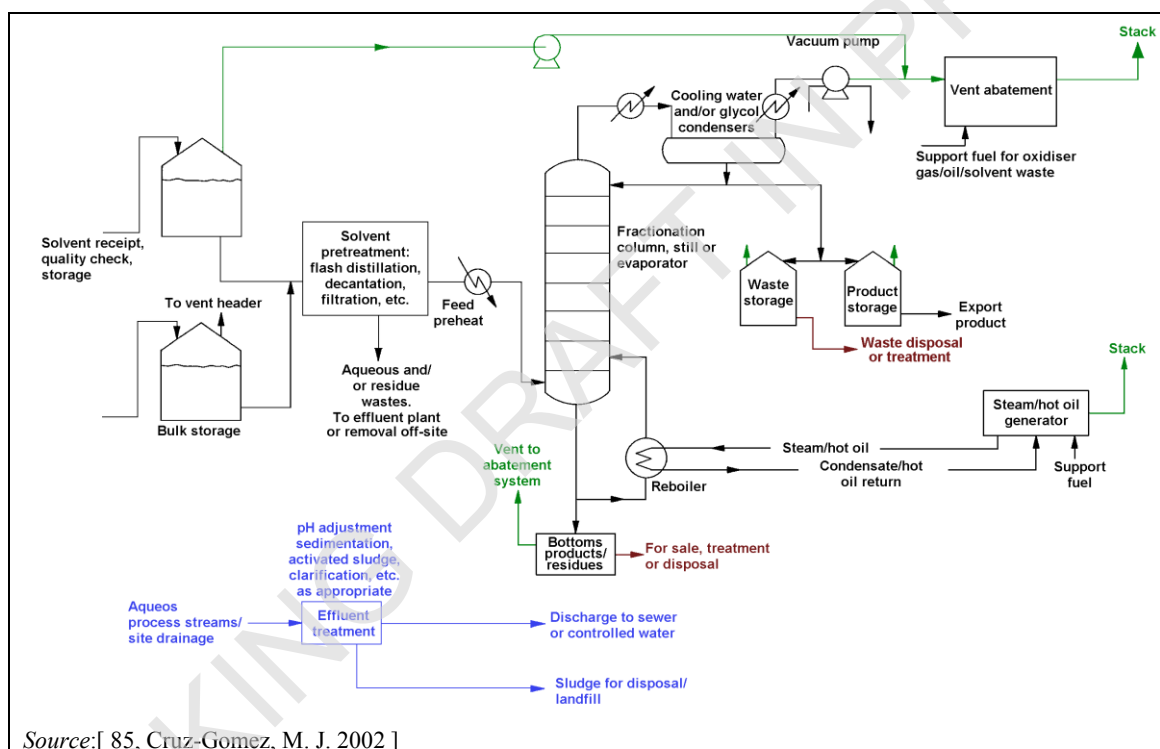 Stack
Vacuum pump
Cooling water
and/or glycol
condensers
Vent abatement
Support fuel for oxidiser
gas/oil/solvent waste
Solvent receipt,
quality check,
storage
Solvent
pretreatment:
flash distillation,
decantation,
filtration, etc.
Fractionation
column, still or
evaporator
Waste
storage
Product
storage
To vent header
Feed
preheat
Export
product
Waste disposal
or treatment
Aqueous and/
or residue
wastes.
To effluent plant
or removal off-site
Bulk storage
Stack
Steam/hot oil
generator
Steam/hot oil
Condensate/hot
oil return
Support
fuel
Reboiler
Vent to
abatement
system
Bottoms
products/
residues
For sale, treatment
or disposal
pH adjustment
sedimentation,
activated sludge,
clarification, etc.
as appropriate
Aqueos
process streams/
site drainage
Effluent
treatment
Discharge to sewer
or controlled water
Sludge for disposal/
landfill
Source:[ 85, Cruz-Gomez, M. J. 2002 ]
KING DRAFT IN PR